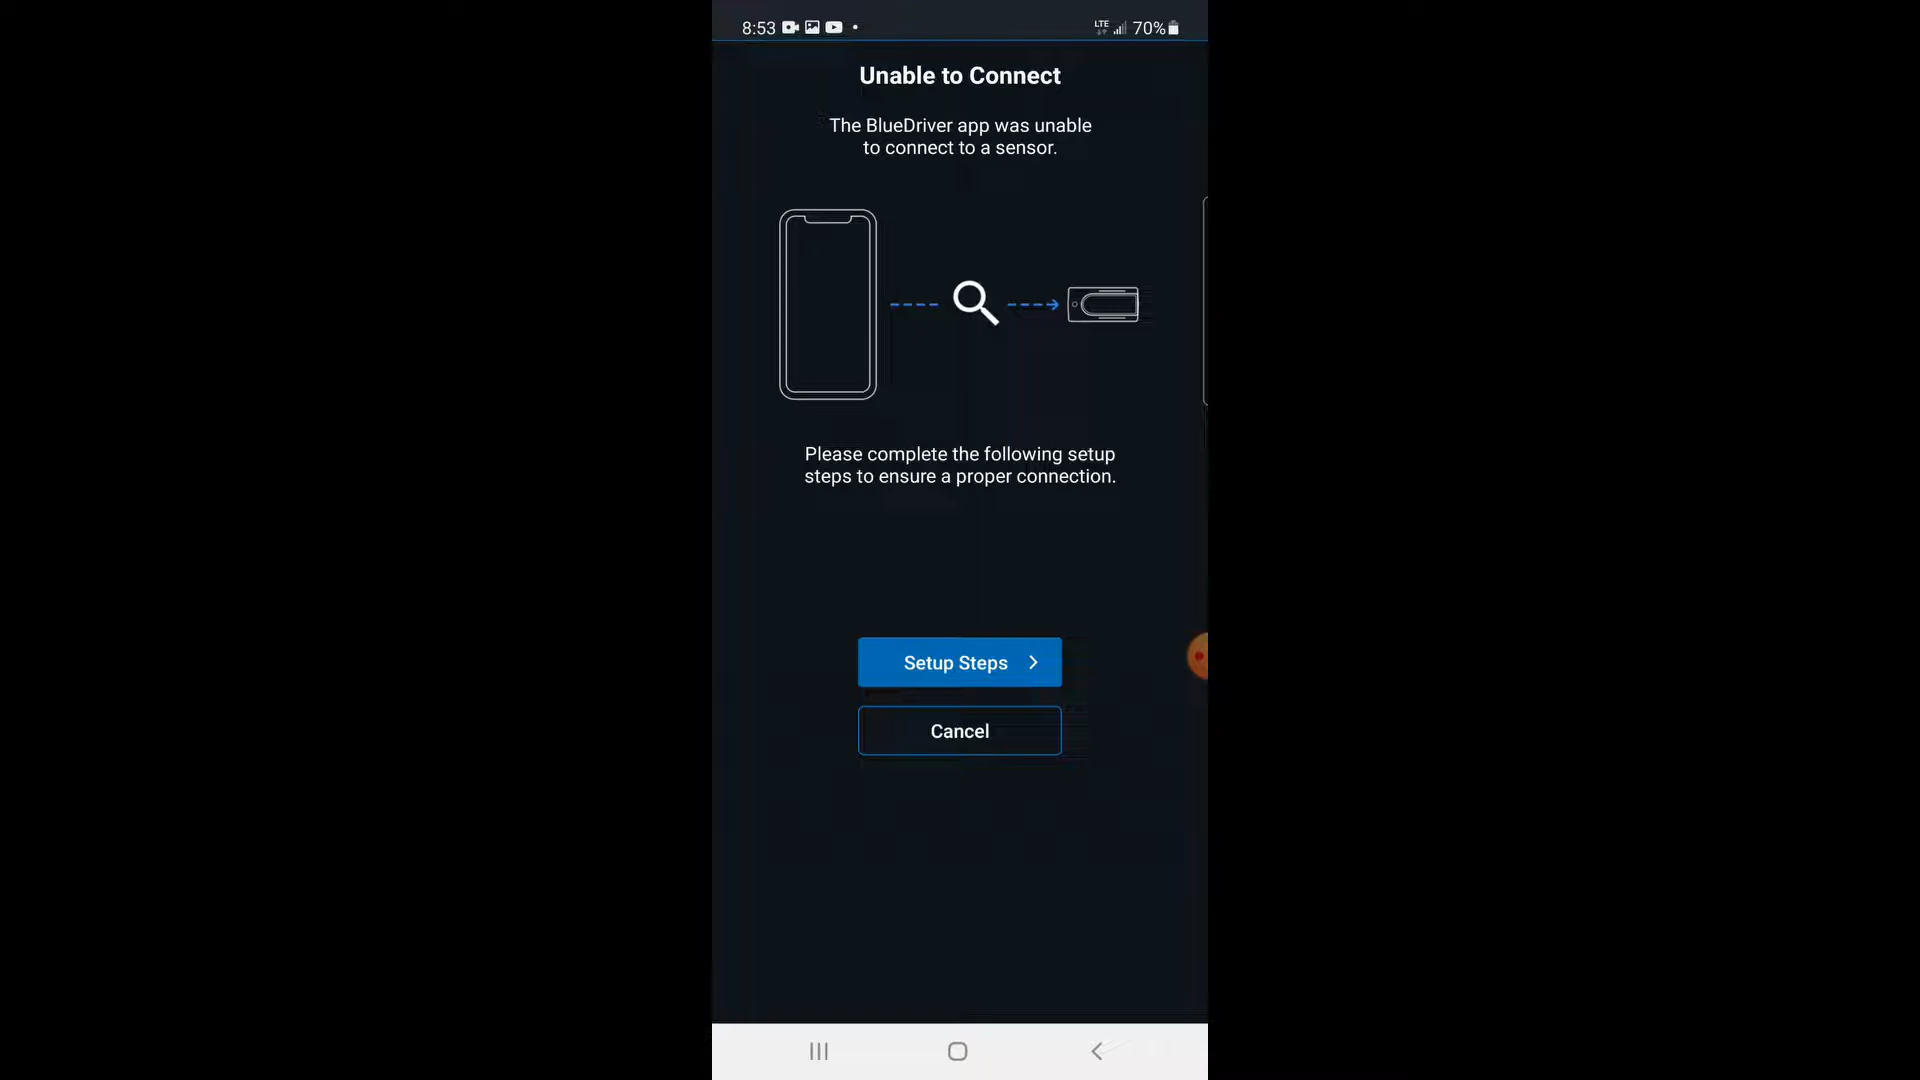 8:53
LTE
70%
Unable to Connect
The BlueDriver app was unable
to connect to a sensor.
Please complete the following setup
steps to ensure a proper connection.
Setup Steps
Cancel